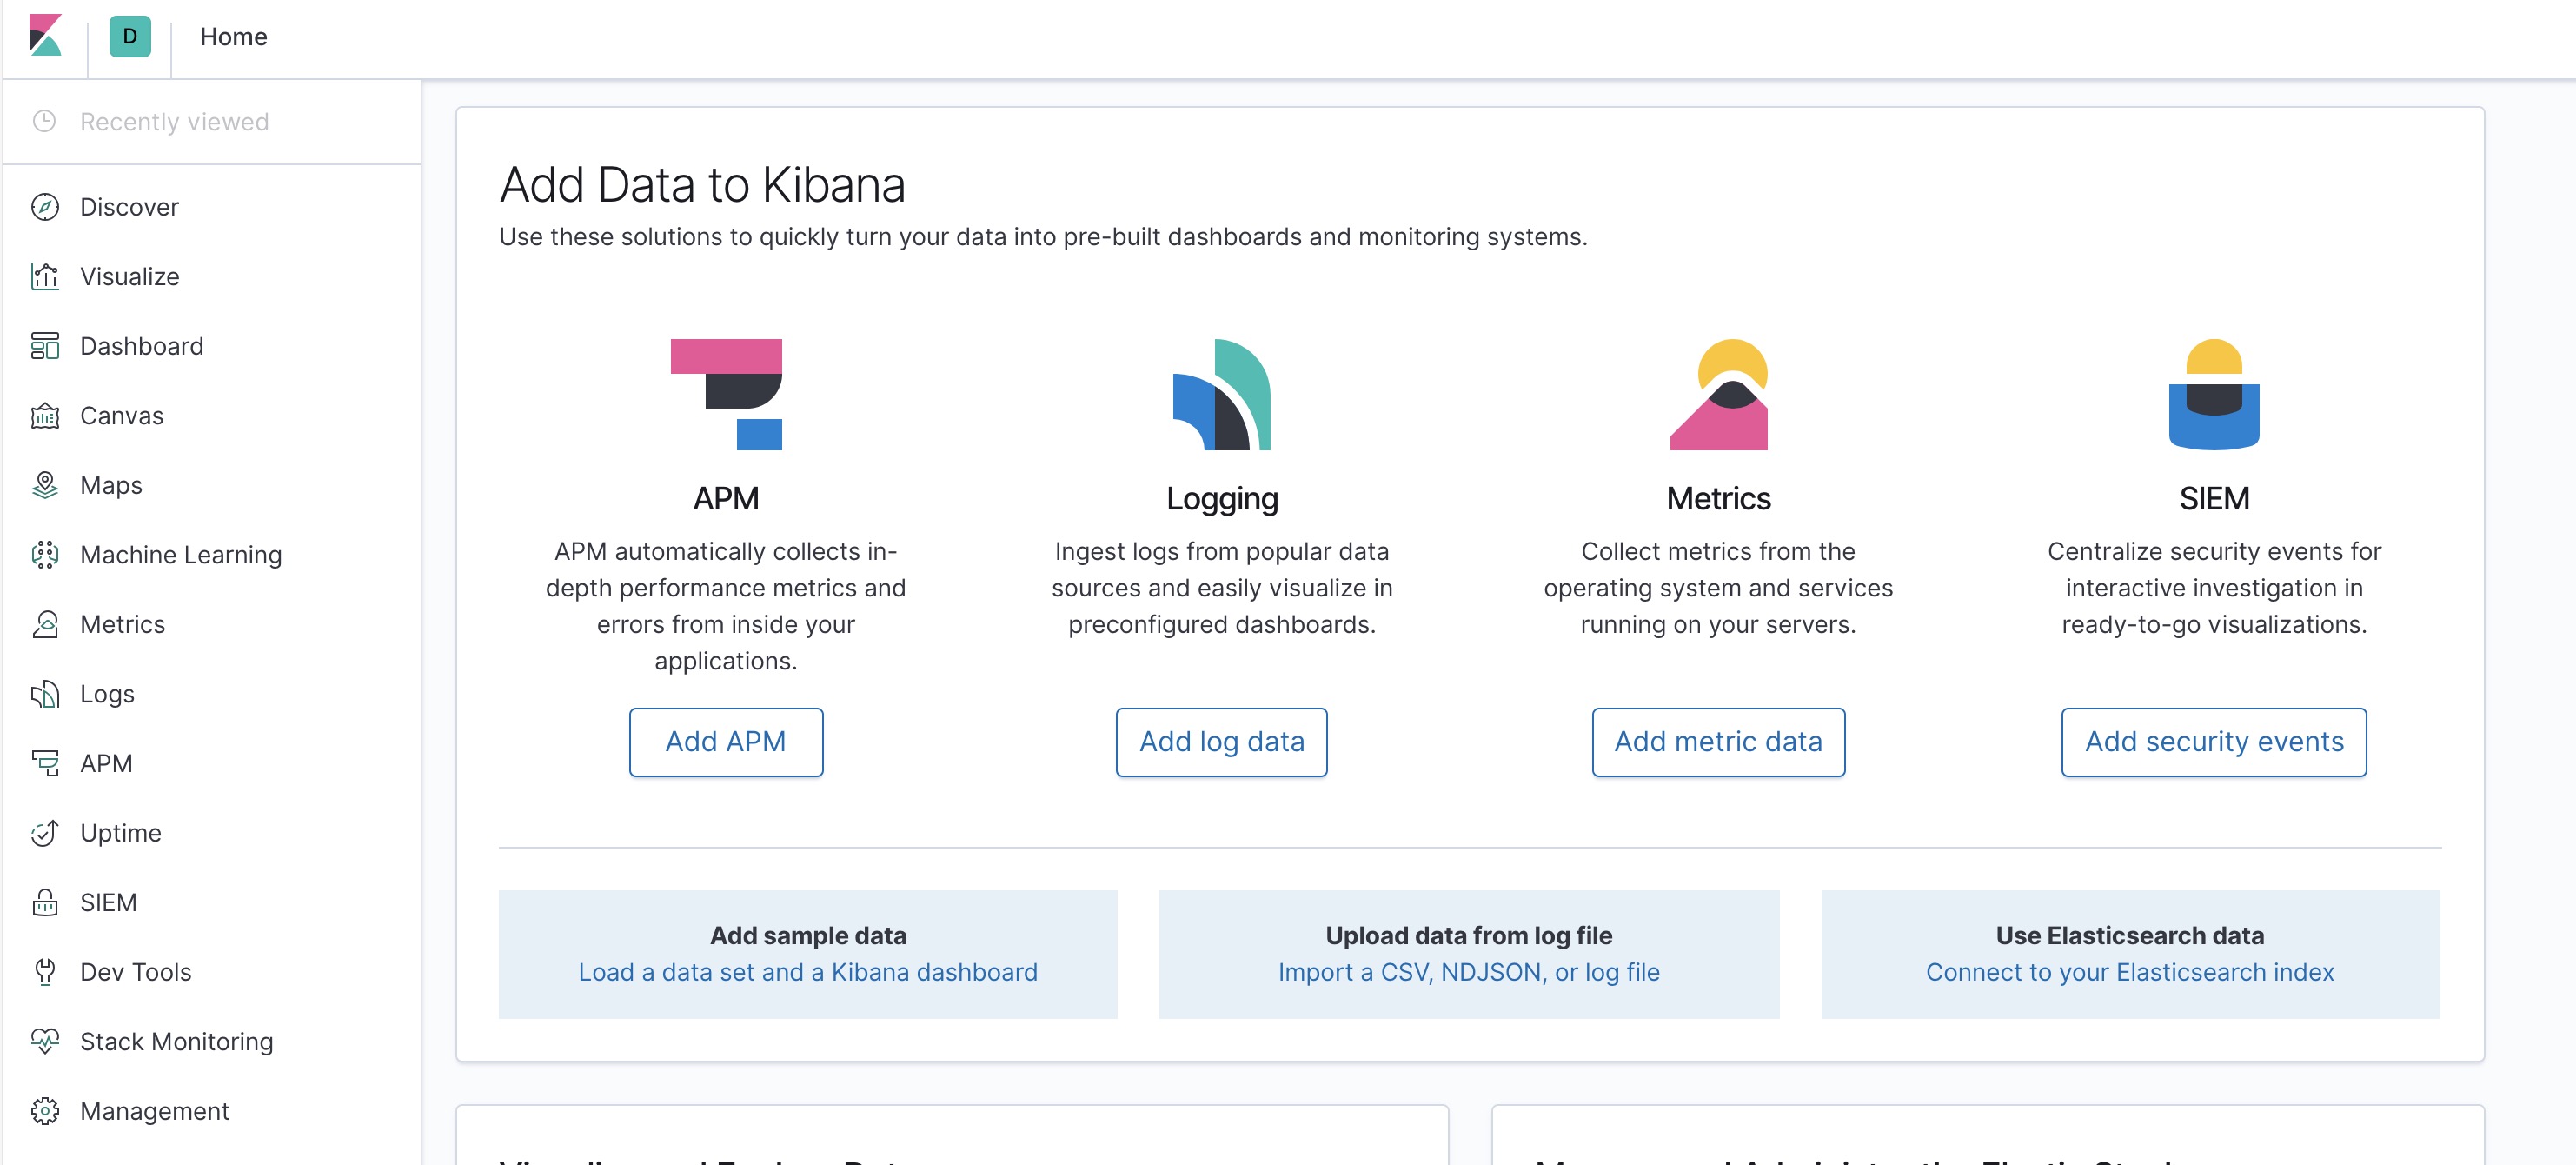 D
Home
Recently viewed
Discover
Visualize
Dashboard
Canvas
Maps
Machine Learning
Metrics
Logs
APM
Uptime
SIEM
Dev Tools
Stack Monitoring
Management
Add Data to Kibana
Use these solutions to quickly turn your data into pre-built dashboards and monitoring systems.
APM
APM automatically collects in-
depth performance metrics and
errors from inside your
applications.
Add APM
Logging
Ingest logs from popular data
sources and easily visualize in
preconfigured dashboards.
Add log data
Metrics
Collect metrics from the
operating system and services
running on your servers.
Add metric data
SIEM
Centralize security events for
interactive investigation in
ready-to-go visualizations.
Add security events
Add sample data
Load a data set and a Kibana dashboard
Upload data from log file
Import a CSV, NDJSON, or log file
Use Elasticsearch data
Connect to your Elasticsearch index